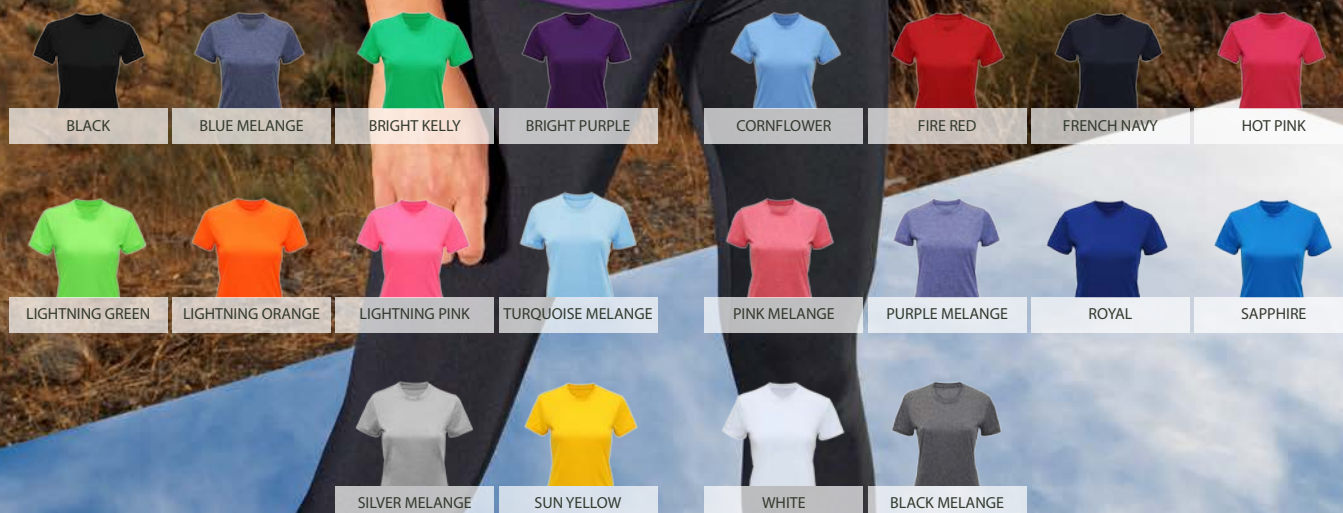 BLACK
BLUE MELANGE
BRIGHT KELLY
BRIGHT PURPLE
CORNFLOWER
FIRE RED
FRENCH NAVY
HOT PINK
LIGHTNING GREEN
LIGHTNING ORANGE
LIGHTNING PINK
TURQUOISE MELANGE
PINK MELANGE
PURPLE MELANGE
ROYAL
SAPPHIRE
SILVER MELANGE
SUN YELLOW
WHITE
BLACK MELANGE